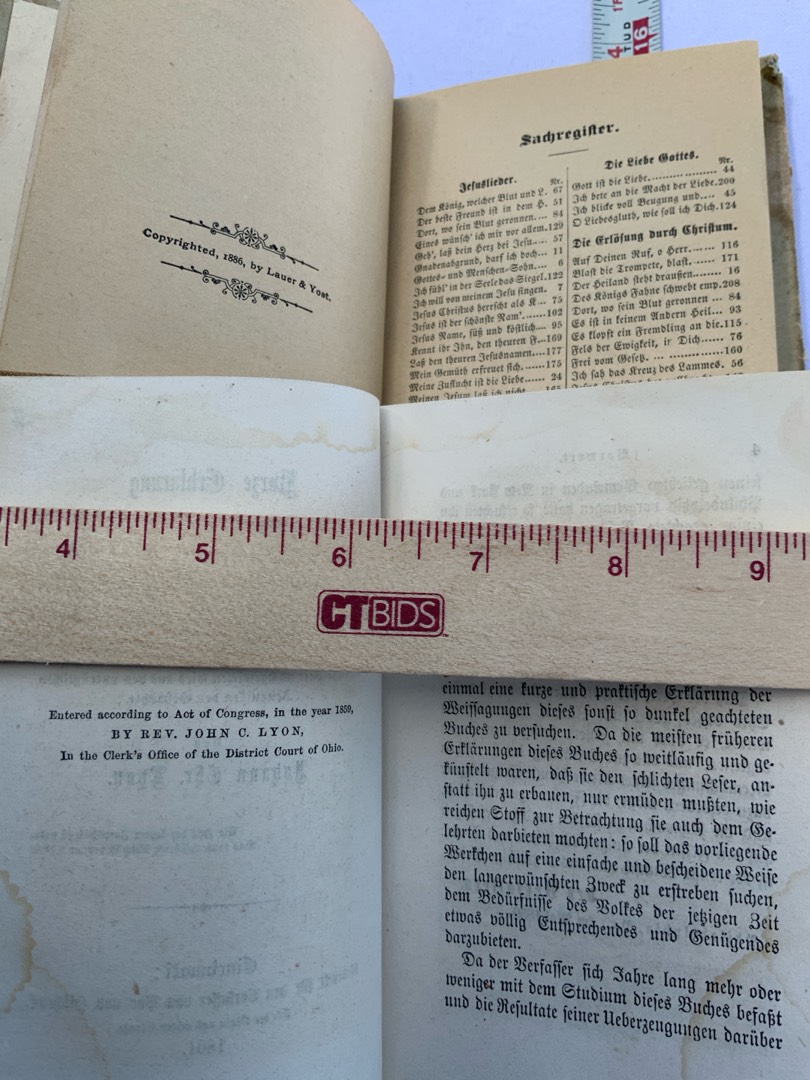 Copyrighted, 1886, by Lauer & Yost.
Sachregister.
Jesuslieder.
Nr.
Dem König, welcher Blut und L. 67
Der beste Freund ist in dem H. 51
Dort, wo sein Blut geronnen.... 84
Eines wünsch' ich mir vor allem.129
Geh', laß dein Herz bei Jesu.... 57
Gnadenabgrund, darf ich doch... 11
Gottes- und Menschen-Sohn.... 6
Ich fühl' in der Seele das Siegel.122
Ich will von meinem Jesu singen. 7
Jesus Christus herrscht als K... 75
Jesus ist der schönste Nam'......102
Jesus Name, süß und köstlich.... 95
Kennt ihr Ihn, den theuren F...169
Laß den theuren Jesusnamen....177
Mein Gemüth erfreuet sich.......175
Meine Zuflucht ist die Liebe..... 24
Meinen Jesum laß ich nicht
Die Liebe Gottes.
Nr.
Gott ist die Liebe.................. 44
Ich bete an die Macht der Liebe.200
Ich blicke voll Beugung und..... 45
O Liebesgluth, wie soll ich Dich.124
Die Erlösung durch Christum.
Auf Deinen Ruf, o Herr....... 116
Blast die Trompete, blast...... 171
Der Heiland steht draußen....... 16
Des Königs Fahne schwebt emp.208
Dort, wo sein Blut geronnen ... 84
Es ist in keinem Andern Heil... 93
Es klopft ein Fremdling an die.115
Fels der Ewigkeit, ir Dich...... 76
Frei vom Gesetz. ................160
Ich sah das Kreuz des Lammes. 56
16
4 5 6 7 8 9
CTBIDS
Entered according to Act of Congress, in the year 1859,
BY REV. JOHN C. LYON,
In the Clerk's Office of the District Court of Ohio.
einmal eine kurze und praktische Erklärung der
Weissagungen dieses sonst so dunkel geachteten
Buches zu versuchen. Da die meisten früheren
Erklärungen dieses Buches so weitläufig und ge-
künstelt waren, daß sie den schlichten Leser, an-
statt ihn zu erbauen, nur ermüden mußten, wie
reichen Stoff zur Betrachtung sie auch dem Ge-
lehrten darbieten mochten: so soll das vorliegende
Werkchen auf eine einfache und bescheidene Weise
den langerwünschten Zweck zu erstreben suchen,
dem Bedürfnisse des Volkes der jetzigen Zeit
etwas völlig Entsprechendes und Genügendes
darzubieten.
Da der Verfasser sich Jahre lang mehr oder
weniger mit dem Studium dieses Buches befaßt
und die Resultate seiner Ueberzeugungen darüber